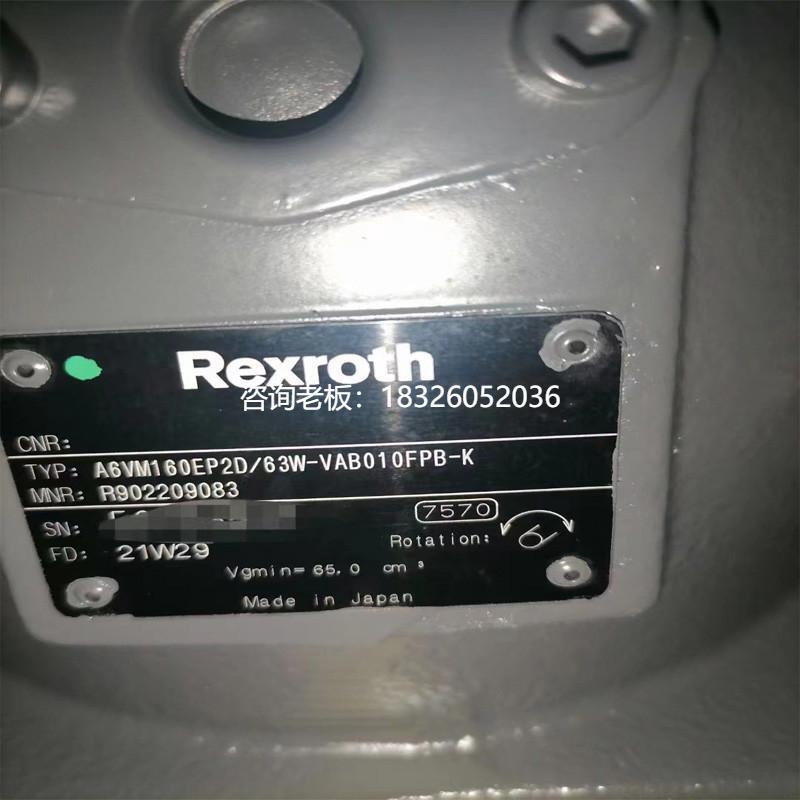 Rexroth
咨询老板：18326052036
CNR:
TYP: A6VM160EP2D/63W-VAB010FPB-K
MNR: R902209083
SN:
7570
FD: 21W29
Rotation:
Vgmin= 65.0 cm³
Made in Japan